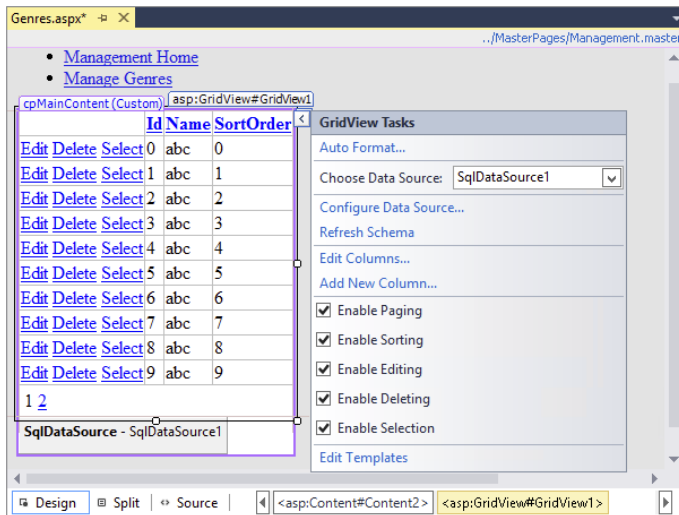 Genres.aspx*
../MasterPages/Management.master
Management Home
Manage Genres
cpMainContent (Custom) asp:GridView#GridView1
Id Name SortOrder
Edit Delete Select 0 abc 0
Edit Delete Select 1 abc 1
Edit Delete Select 2 abc 2
Edit Delete Select 3 abc 3
Edit Delete Select 4 abc 4
Edit Delete Select 5 abc 5
Edit Delete Select 6 abc 6
Edit Delete Select 7 abc 7
Edit Delete Select 8 abc 8
Edit Delete Select 9 abc 9
1 2
SqlDataSource - SqlDataSource1
GridView Tasks
Auto Format...
Choose Data Source: SqlDataSource1
Configure Data Source...
Refresh Schema
Edit Columns...
Add New Column...
Enable Paging
Enable Sorting
Enable Editing
Enable Deleting
Enable Selection
Edit Templates
Design Split Source <asp:Content#Content2> <asp:GridView#GridView1>